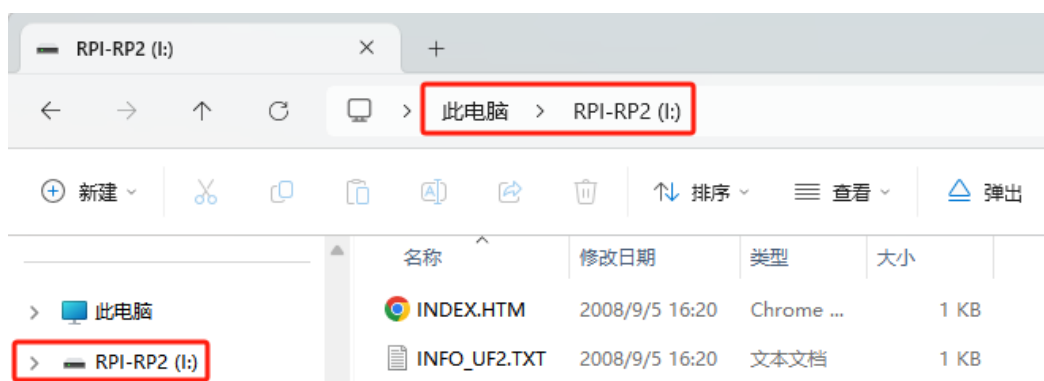 RPI-RP2 (I:)
此电脑 > RPI-RP2 (I:)
新建 排序 查看 弹出
名称 修改日期 类型 大小
此电脑
INDEX.HTM 2008/9/5 16:20 Chrome ... 1 KB
RPI-RP2 (I:)
INFO_UF2.TXT 2008/9/5 16:20 文本文档 1 KB